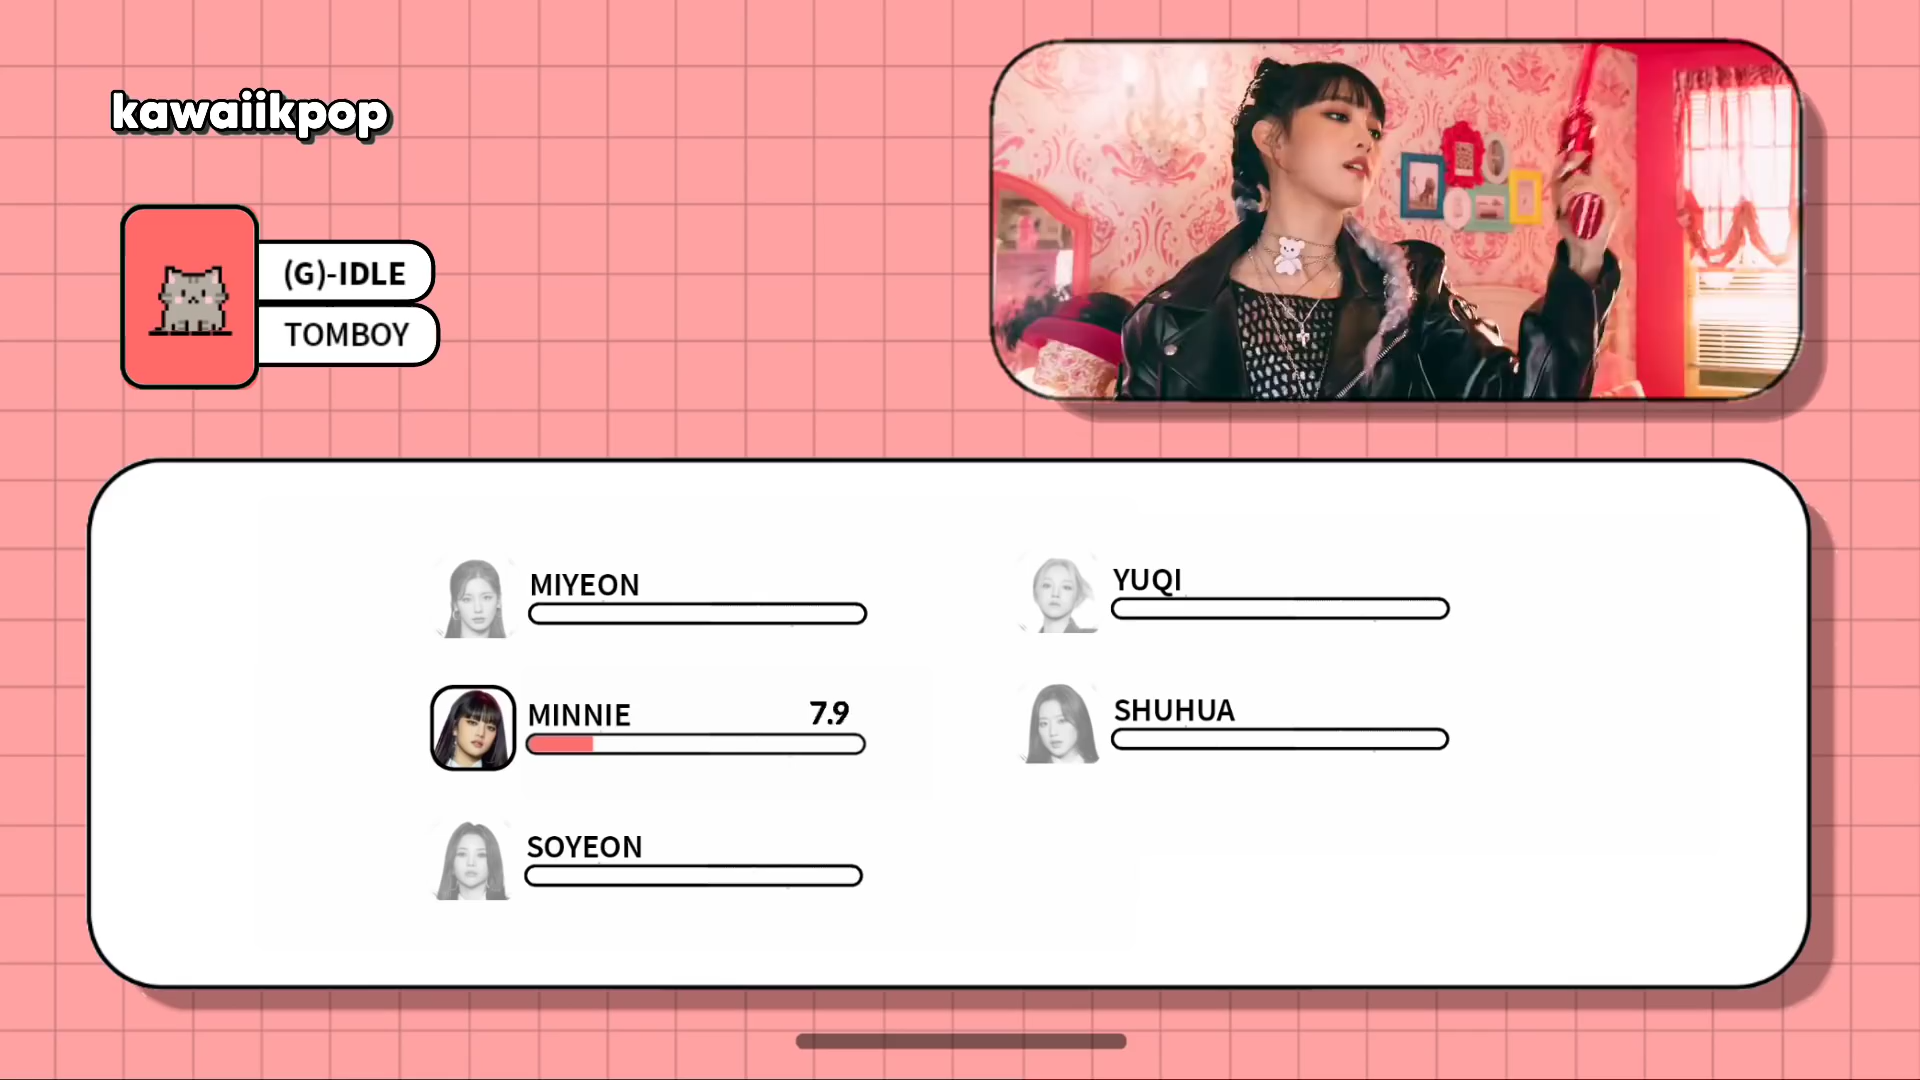 kawaiikpop
(G)-IDLE
TOMBOY
MIYEON
YUQI
MINNIE 7.9
SHUHUA
SOYEON